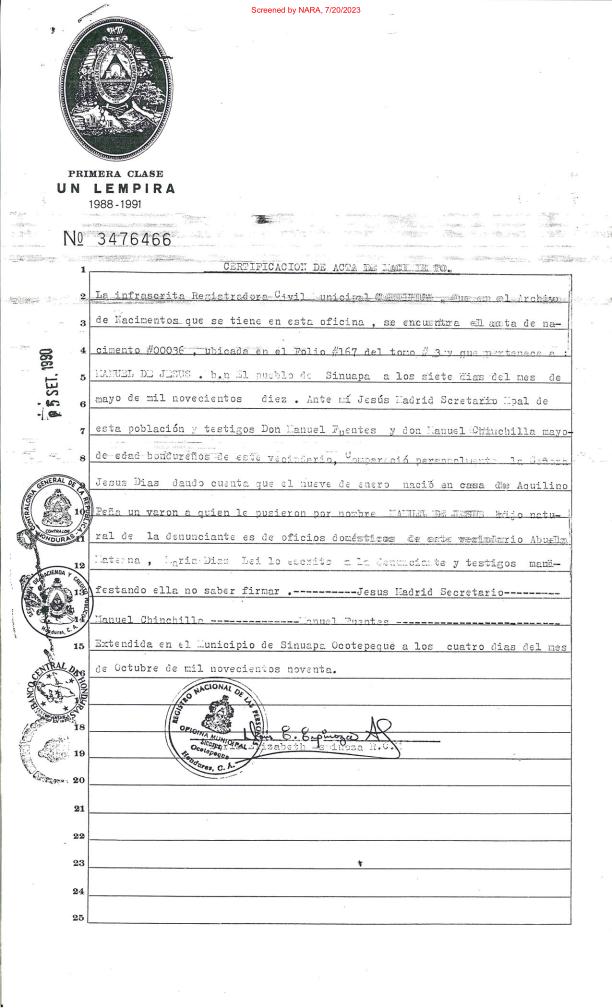 Screened by NARA, 7/20/2023
PRIMERA CLASE
UN LEMPIRA
1988-1991
Nº 3476466
5 SET. 1990
1 CERTIFICACION DE ACTA DE NACI IE TO.
2 La infrascrita Registradora Civil Municipal , Que en el Archivo
3 de Nacimentos que se tiene en esta oficina , se encuentra el acta de na-
4 cimento #00036 , ubicada en el Folio #167 del tomo # 3 y que pertenece a :
5 MANUEL DE JESUS . h.n El pueblo de Sinuapa a los siete dias del mes de
6 mayo de mil novecientos diez . Ante mí Jesús Madrid Scretario Mpal de
7 esta población y testigos Don Manuel Fuentes y don Manuel Chinchilla mayo-
8 de edad hondureños de este vecindario, Comparació personalmente la Señora
Jesus Dias dando cuenta que el nueve de enero nació en casa de Aquilino
10 Peña un varon a quien le pusieron por nombre MANUEL DE JESUS hijo natu-
11 ral de la denunciante es de oficios domésticos de este vecindario Abuela
12 Materna , Maria Dias Lei lo escrito a la denunciante y testigos mani-
13 festando ella no saber firmar .----------Jesus Madrid Secretario---------
14 Manuel Chinchilla --------------Manuel Fuentes --------------------------
15 Extendida en el Municipio de Sinuapa Ocotepeque a los cuatro dias del mes
de Octubre de mil novecientos noventa.
18
19 Elizabeth Espinoza R.C.
20
21
22
23
24
25
CONTRALORIA GENERAL DE LA REPUBLICA
CONTRALOR
HONDURAS
HACIENDA Y CREDITO PUBLICO
Honduras, C. A.
BANCO CENTRAL DE HONDURAS
REGISTRO NACIONAL DE LAS PERSONAS
OFICINA MUNICIPAL
Ocotepeque
Honduras, C. A.
E. Espinoza